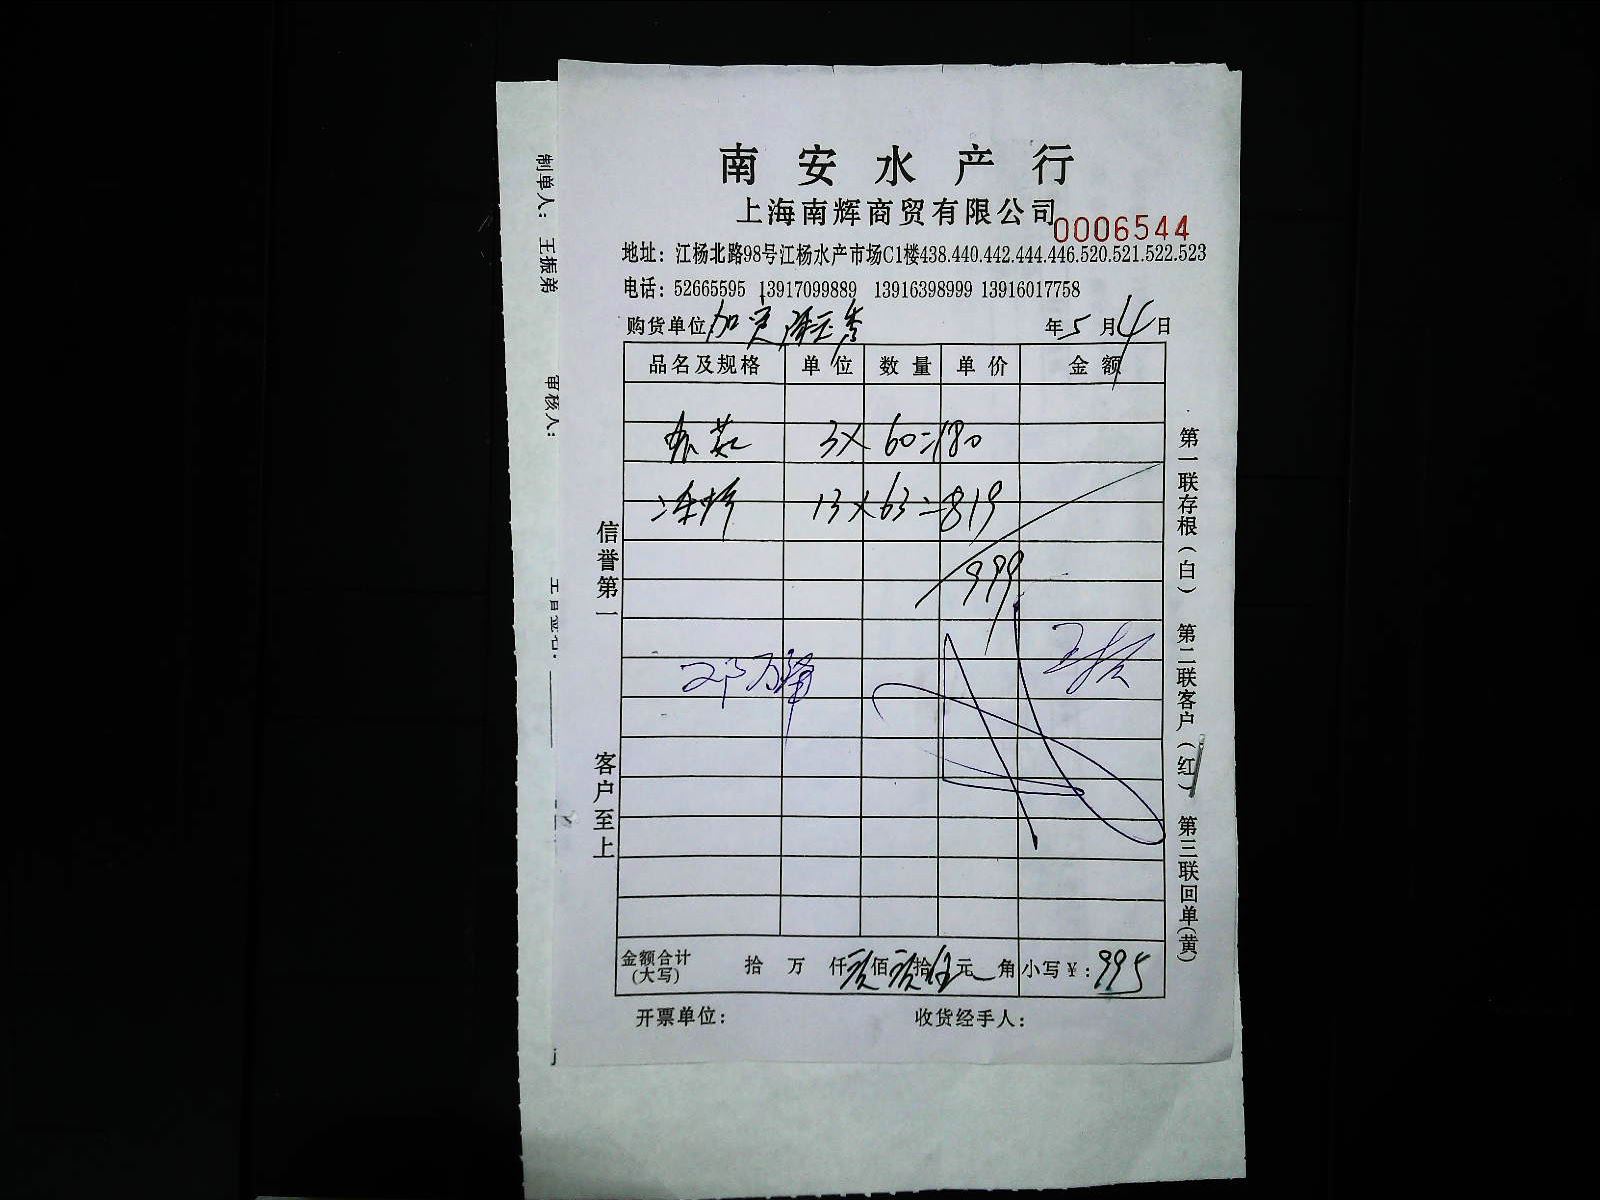 南安水产行
上海南辉商贸有限公司
0006544
地址：江杨北路98号江杨水产市场C1楼438.440.442.444.446.520.521.522.523
电话：52665595 13917099889 13916398999 13916017758
购货单位 年5月4日
品名及规格 单位 数量 单价 金额
3× 60=180
13×63=819
999
金额合计(大写) 拾 万 仟 佰 拾 元 角 小写￥：995
开票单位： 收货经手人：
信誉第一 客户至上
第一联存根(白) 第二联客户(红) 第三联回单(黄)
制单人：王振弟
审核人：